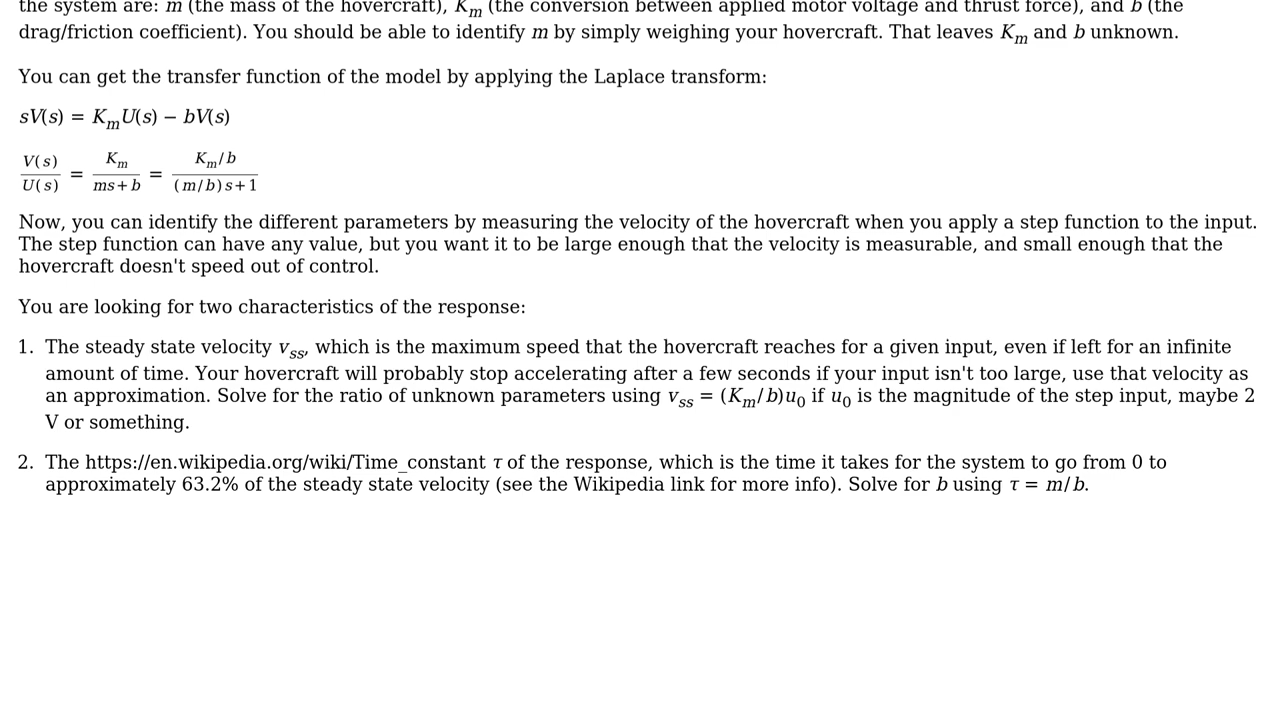 the system are: m (the mass of the hovercraft), Kₘ (the conversion between applied motor voltage and thrust force), and b (the
drag/friction coefficient). You should be able to identify m by simply weighing your hovercraft. That leaves Kₘ and b unknown.
You can get the transfer function of the model by applying the Laplace transform:
sV(s) = KₘU(s) − bV(s)
V(s)/U(s) = Kₘ/(ms+b) = (Kₘ/b)/((m/b)s+1)
Now, you can identify the different parameters by measuring the velocity of the hovercraft when you apply a step function to the input.
The step function can have any value, but you want it to be large enough that the velocity is measurable, and small enough that the
hovercraft doesn't speed out of control.
You are looking for two characteristics of the response:
1. The steady state velocity vₛₛ, which is the maximum speed that the hovercraft reaches for a given input, even if left for an infinite
amount of time. Your hovercraft will probably stop accelerating after a few seconds if your input isn't too large, use that velocity as
an approximation. Solve for the ratio of unknown parameters using vₛₛ = (Kₘ/b)u₀ if u₀ is the magnitude of the step input, maybe 2
V or something.
2. The https://en.wikipedia.org/wiki/Time_constant τ of the response, which is the time it takes for the system to go from 0 to
approximately 63.2% of the steady state velocity (see the Wikipedia link for more info). Solve for b using τ = m/b.